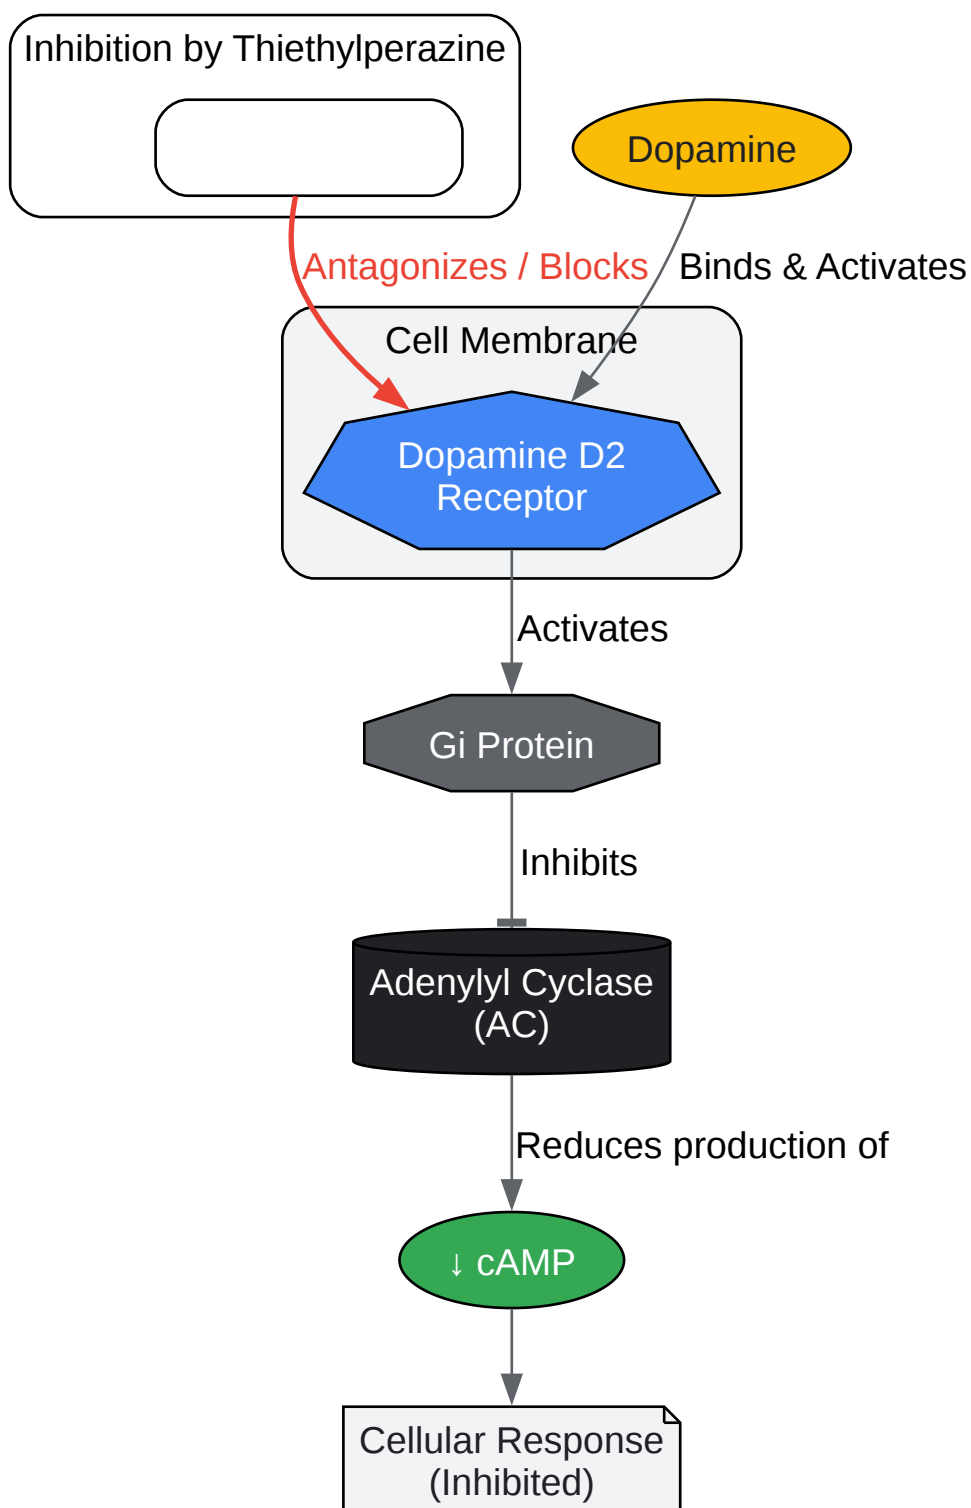 Inhibition by Thiethylperazine
Dopamine
Antagonizes / Blocks
Binds & Activates
Cell Membrane
Dopamine D2
Receptor
Activates
Gi Protein
Inhibits
Adenylyl Cyclase
(AC)
Reduces production of
↓ cAMP
Cellular Response
(Inhibited)